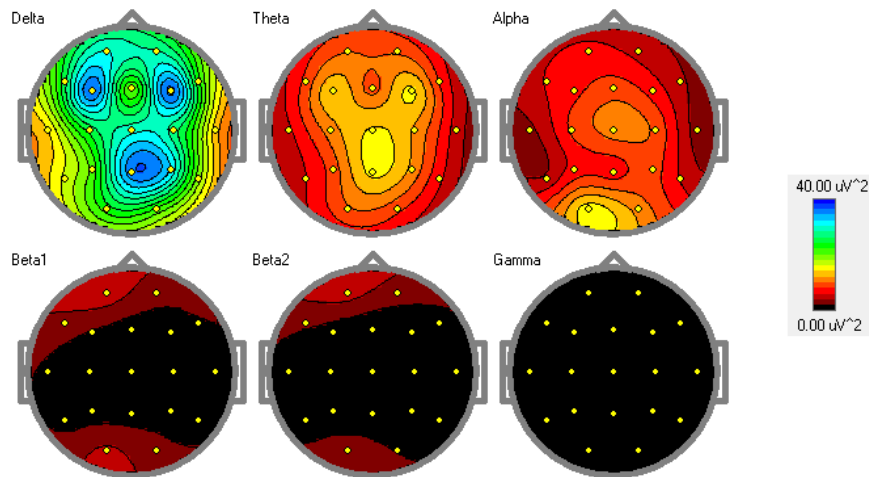 Delta
Theta
Alpha
40.00 uV^2
0.00 uV^2
Beta1
Beta2
Gamma